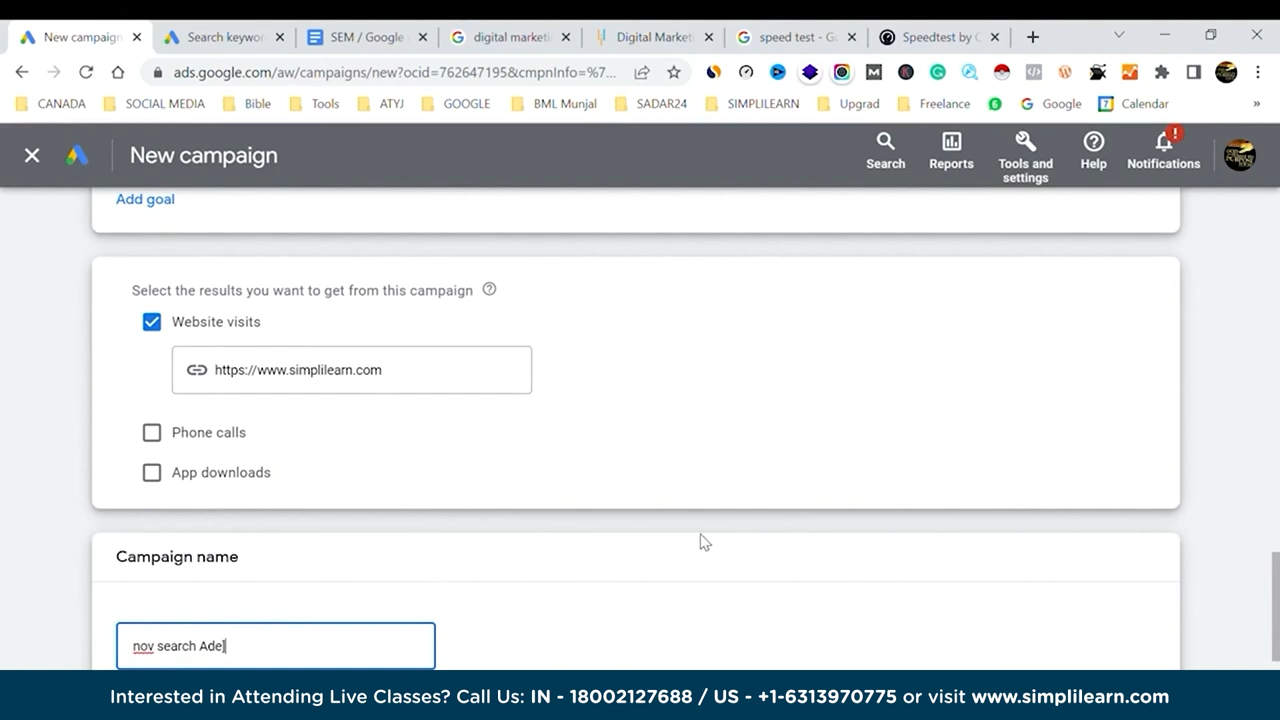 New campaign
Search keywo
SEM / Google
digital marketi
Digital Marketi
speed test - Go
Speedtest by O
ads.google.com/aw/campaigns/new?ocid=762647195&cmpnInfo=%7...
CANADA
SOCIAL MEDIA
Bible
Tools
ATYJ
GOOGLE
BML Munjal
SADAR24
SIMPLILEARN
Upgrad
Freelance
Google
Calendar
New campaign
Search
Reports
Tools and
settings
Help
Notifications
Add goal
Select the results you want to get from this campaign
Website visits
https://www.simplilearn.com
Phone calls
App downloads
Campaign name
nov search Ade
Interested in Attending Live Classes? Call Us: IN - 18002127688 / US - +1-6313970775 or visit www.simplilearn.com